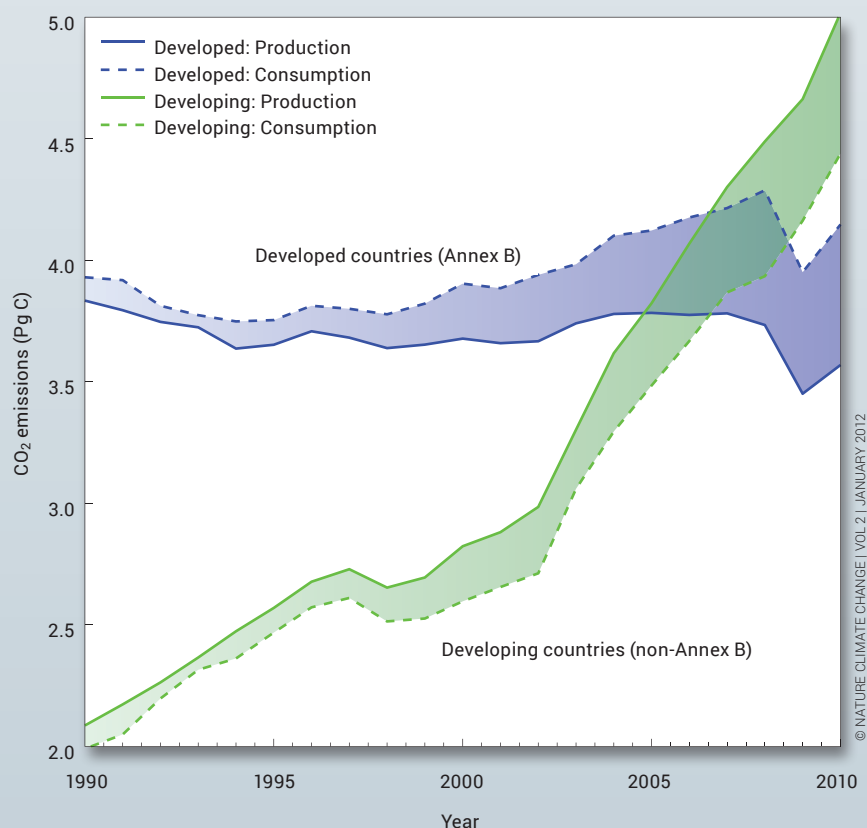 5.0
4.5
4.0
3.5
3.0
2.5
2.0
CO₂ emissions (Pg C)
Developed: Production
Developed: Consumption
Developing: Production
Developing: Consumption
Developed countries (Annex B)
Developing countries (non-Annex B)
1990
1995
2000
2005
2010
Year
© NATURE CLIMATE CHANGE | VOL 2 | JANUARY 2012